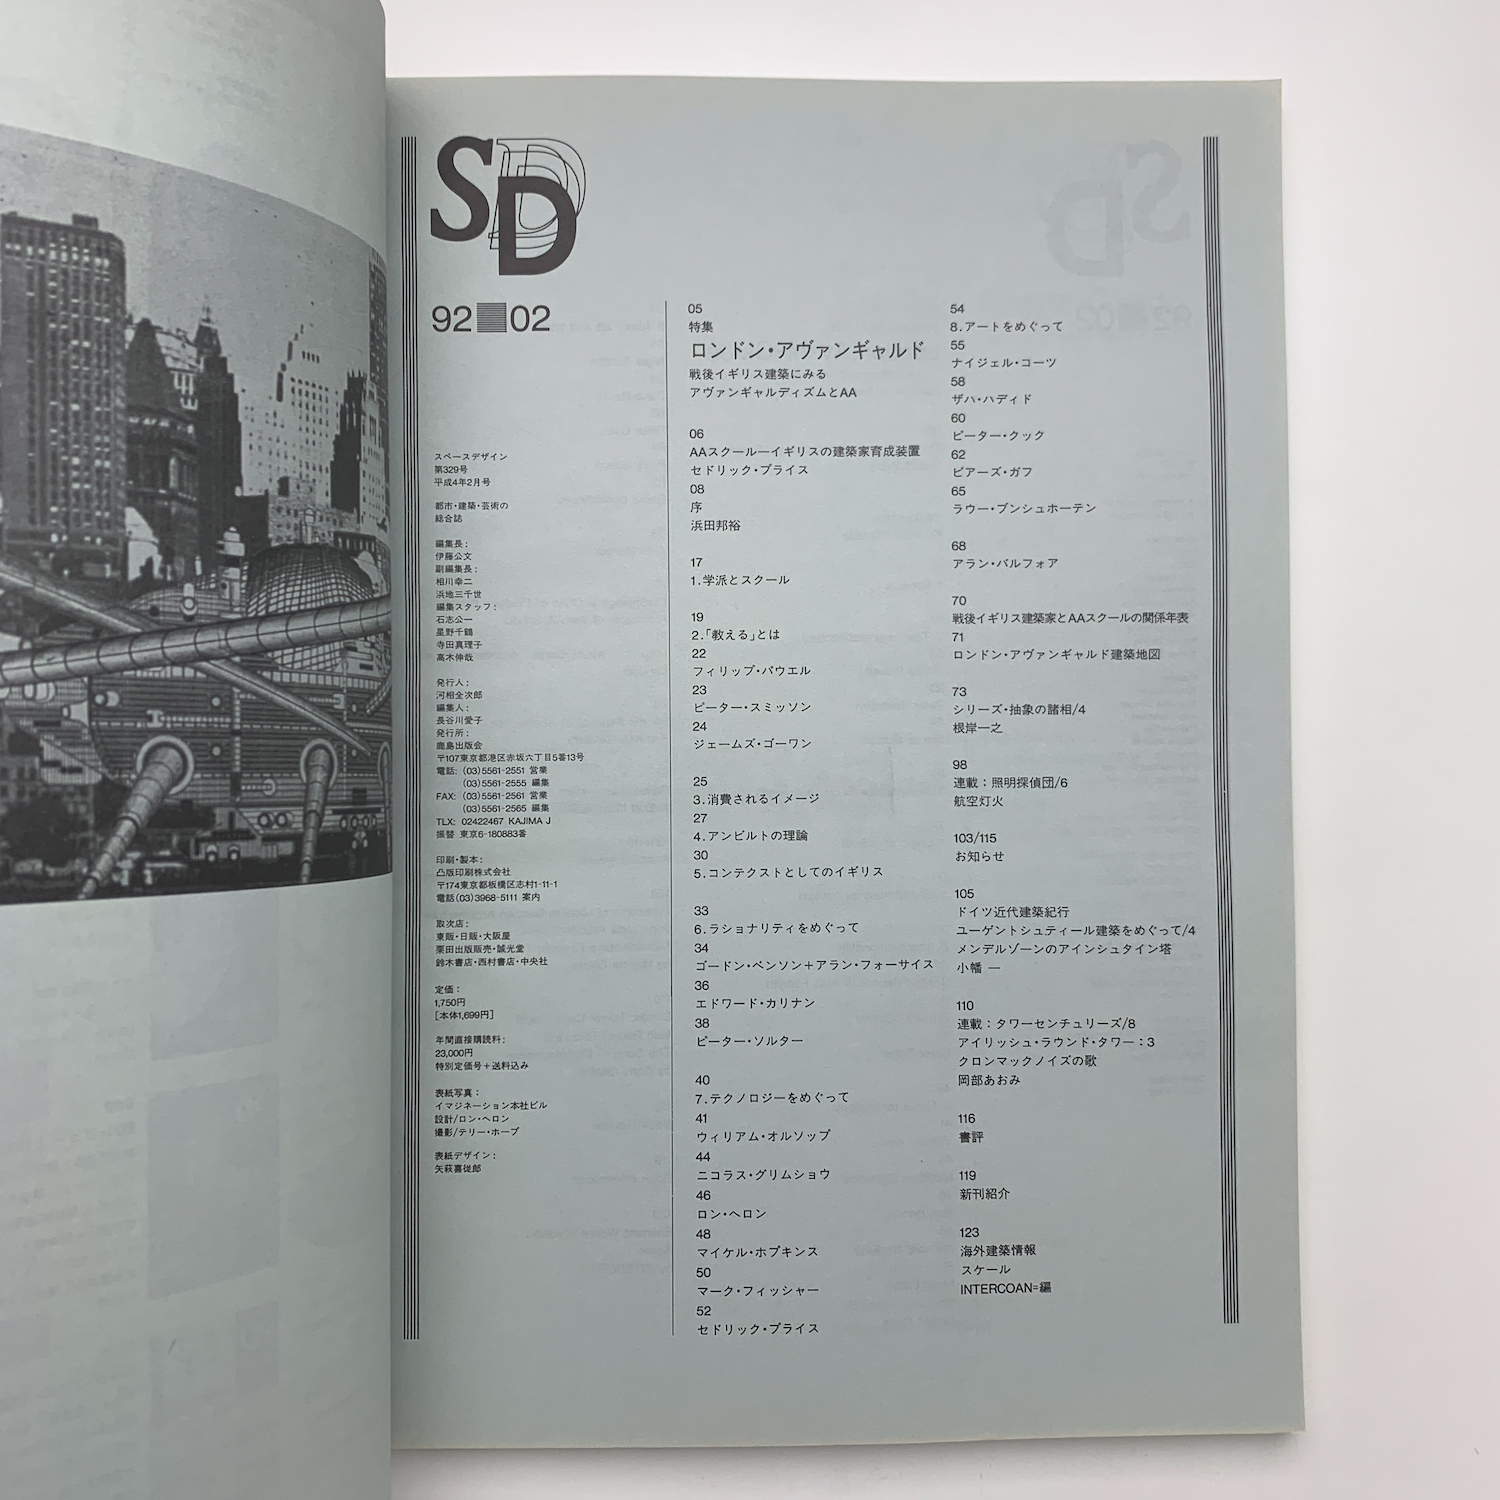 SD
92 02
スペースデザイン
第329号
平成4年2月号
都市・建築・芸術の
総合誌
編集長:
伊藤公文
副編集長:
相川幸二
浜地三千世
編集スタッフ:
石志公一
星野千鶴
寺田真理子
高木伸哉
発行人:
河相全次郎
編集人:
長谷川愛子
発行所:
鹿島出版会
〒107東京都港区赤坂六丁目5番13号
電話: (03)5561-2551 営業
(03)5561-2555 編集
FAX: (03)5561-2561 営業
(03)5561-2565 編集
TLX: 02422467 KAJIMA J
振替 東京6-180883番
印刷・製本:
凸版印刷株式会社
〒174東京都板橋区志村1-11-1
電話(03)3968-5111 案内
取次店:
東販・日販・大阪屋
栗田出版販売・誠光堂
鈴木書店・西村書店・中央社
定価:
1,750円
[本体1,699円]
年間直接購読料:
23,000円
特別定価号+送料込み
表紙写真:
イマジネーション本社ビル
設計/ロン・ヘロン
撮影/テリー・ホープ
表紙デザイン:
矢萩喜従郎
05
特集
ロンドン・アヴァンギャルド
戦後イギリス建築にみる
アヴァンギャルディズムとAA
06
AAスクール—イギリスの建築家育成装置
セドリック・プライス
08
序
浜田邦裕
17
1.学派とスクール
19
2.「教える」とは
22
フィリップ・パウエル
23
ピーター・スミッソン
24
ジェームズ・ゴーワン
25
3.消費されるイメージ
27
4.アンビルトの理論
30
5.コンテクストとしてのイギリス
33
6.ラショナリティをめぐって
34
ゴードン・ベンソン+アラン・フォーサイス
36
エドワード・カリナン
38
ピーター・ソルター
40
7.テクノロジーをめぐって
41
ウィリアム・オルソップ
44
ニコラス・グリムショウ
46
ロン・ヘロン
48
マイケル・ホプキンス
50
マーク・フィッシャー
52
セドリック・プライス
54
8.アートをめぐって
55
ナイジェル・コーツ
58
ザハ・ハディド
60
ピーター・クック
62
ピアーズ・ガフ
65
ラウー・ブンシュホーテン
68
アラン・バルフォア
70
戦後イギリス建築家とAAスクールの関係年表
71
ロンドン・アヴァンギャルド建築地図
73
シリーズ・抽象の諸相/4
根岸一之
98
連載:照明探偵団/6
航空灯火
103/115
お知らせ
105
ドイツ近代建築紀行
ユーゲントシュティール建築をめぐって/4
メンデルゾーンのアインシュタイン塔
小幡 一
110
連載:タワーセンチュリーズ/8
アイリッシュ・ラウンド・タワー:3
クロンマックノイズの歌
岡部あおみ
116
書評
119
新刊紹介
123
海外建築情報
スケール
INTERCOAN=編